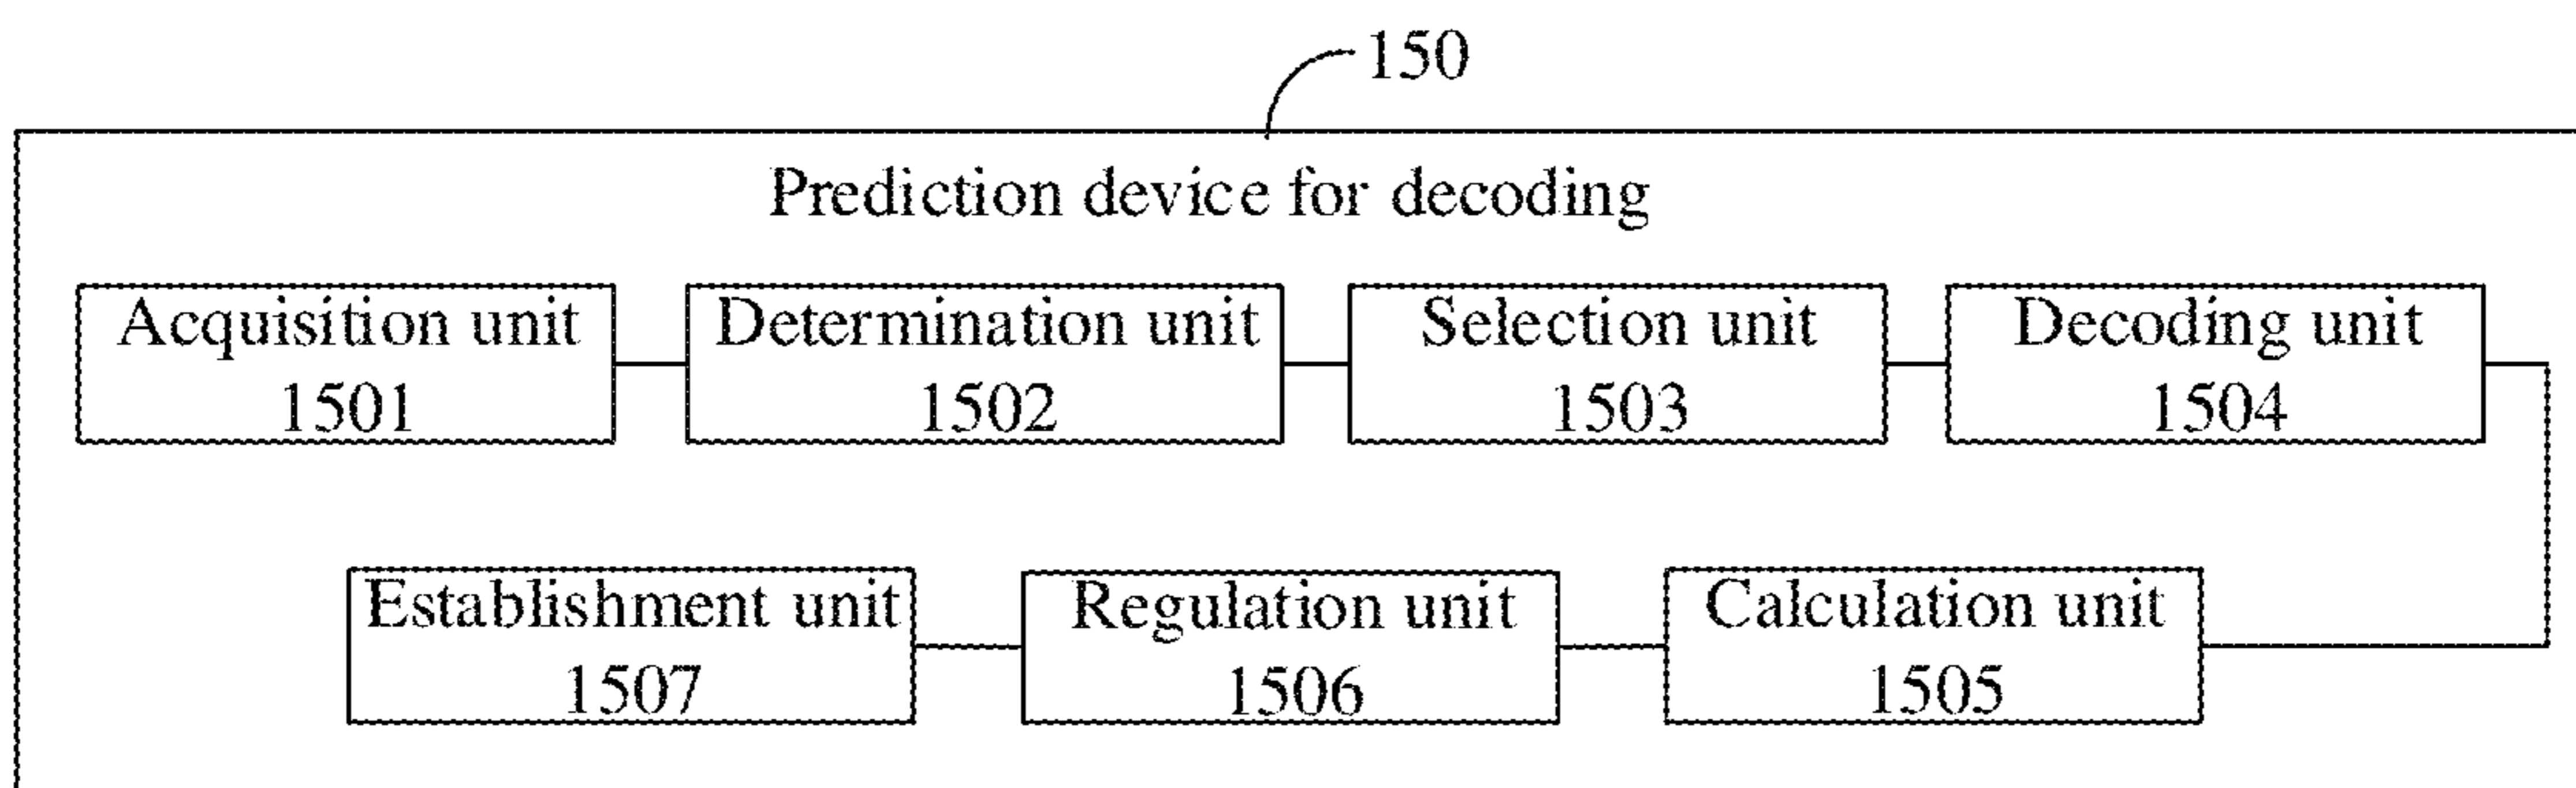 150
Prediction device for decoding
Acquisition unit
1501
Determination unit
1502
Selection unit
1503
Decoding unit
1504
Establishment unit
1507
Regulation unit
1506
Calculation unit
1505